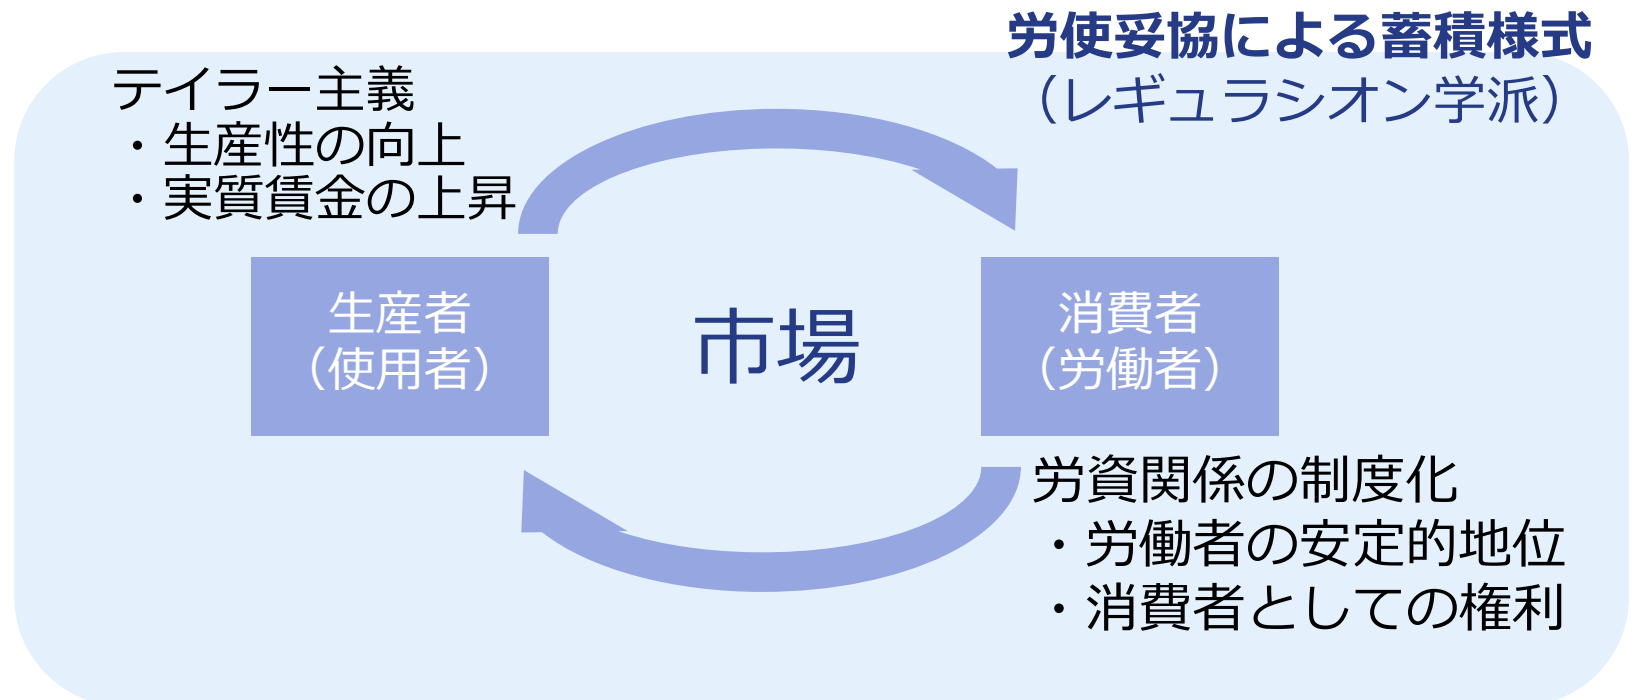 労使妥協による蓄積様式
（レギュラシオン学派）
テイラー主義
・生産性の向上
・実質賃金の上昇
生産者
（使用者）
市場
消費者
（労働者）
労資関係の制度化
・労働者の安定的地位
・消費者としての権利